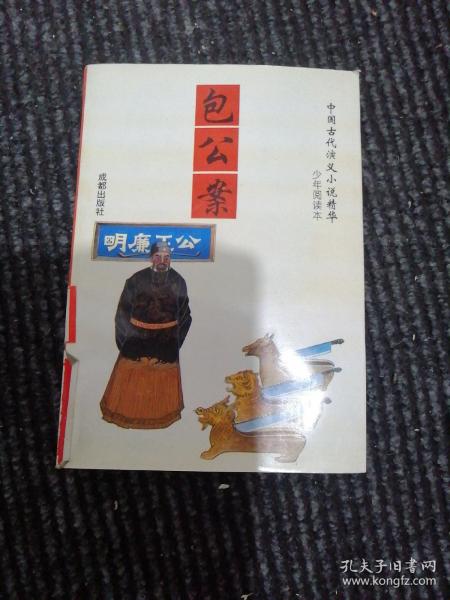 中国古代演义小说精华
少年阅读本
包公案
成都出版社
公正廉明
孔夫子旧书网
www.kongfz.com